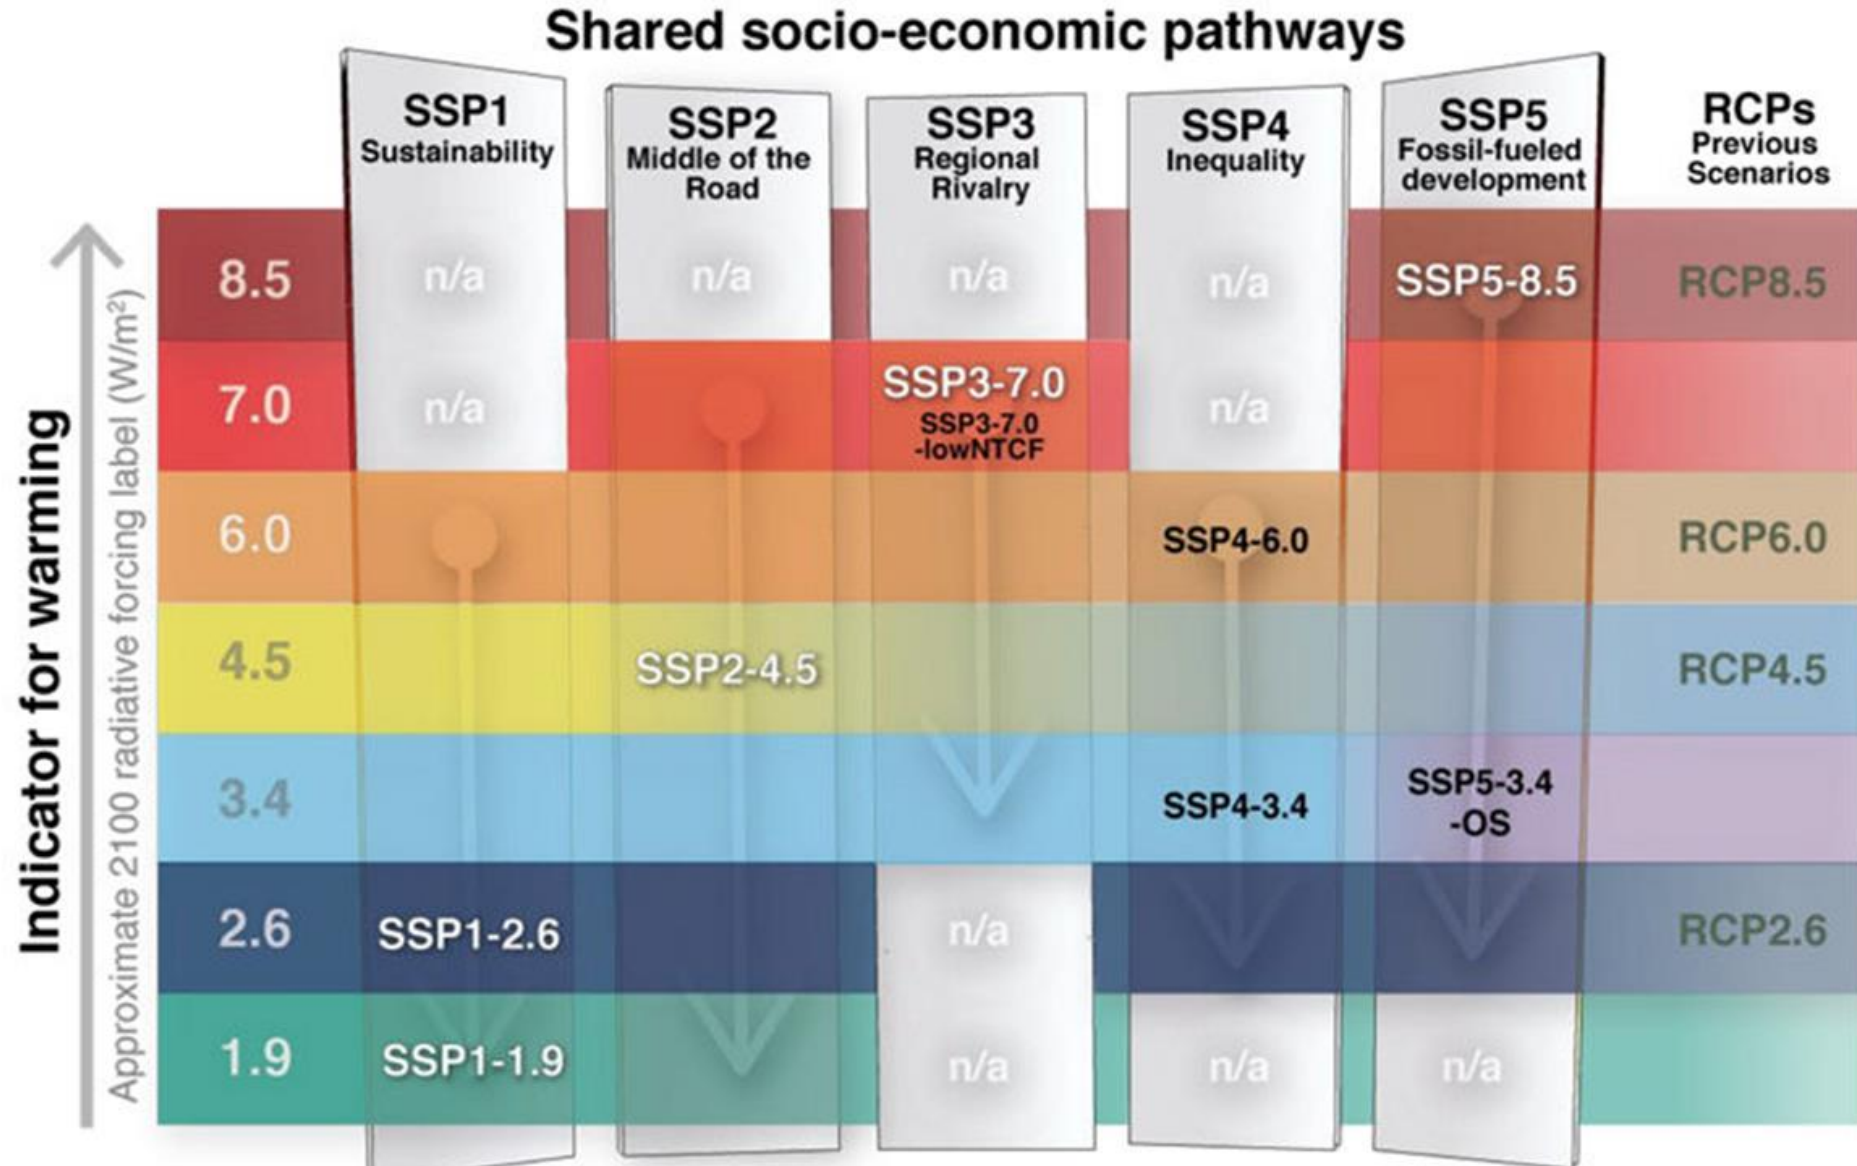 Shared socio-economic pathways
SSP1
Sustainability
SSP2
Middle of the
Road
SSP3
Regional
Rivalry
SSP4
Inequality
SSP5
Fossil-fueled
development
RCPs
Previous
Scenarios
Indicator for warming
Approximate 2100 radiative forcing label (W/m²)
8.5
n/a
n/a
n/a
n/a
SSP5-8.5
RCP8.5
7.0
n/a
SSP3-7.0
SSP3-7.0
-lowNTCF
n/a
6.0
SSP4-6.0
RCP6.0
4.5
SSP2-4.5
RCP4.5
3.4
SSP4-3.4
SSP5-3.4
-OS
2.6
SSP1-2.6
n/a
RCP2.6
1.9
SSP1-1.9
n/a
n/a
n/a